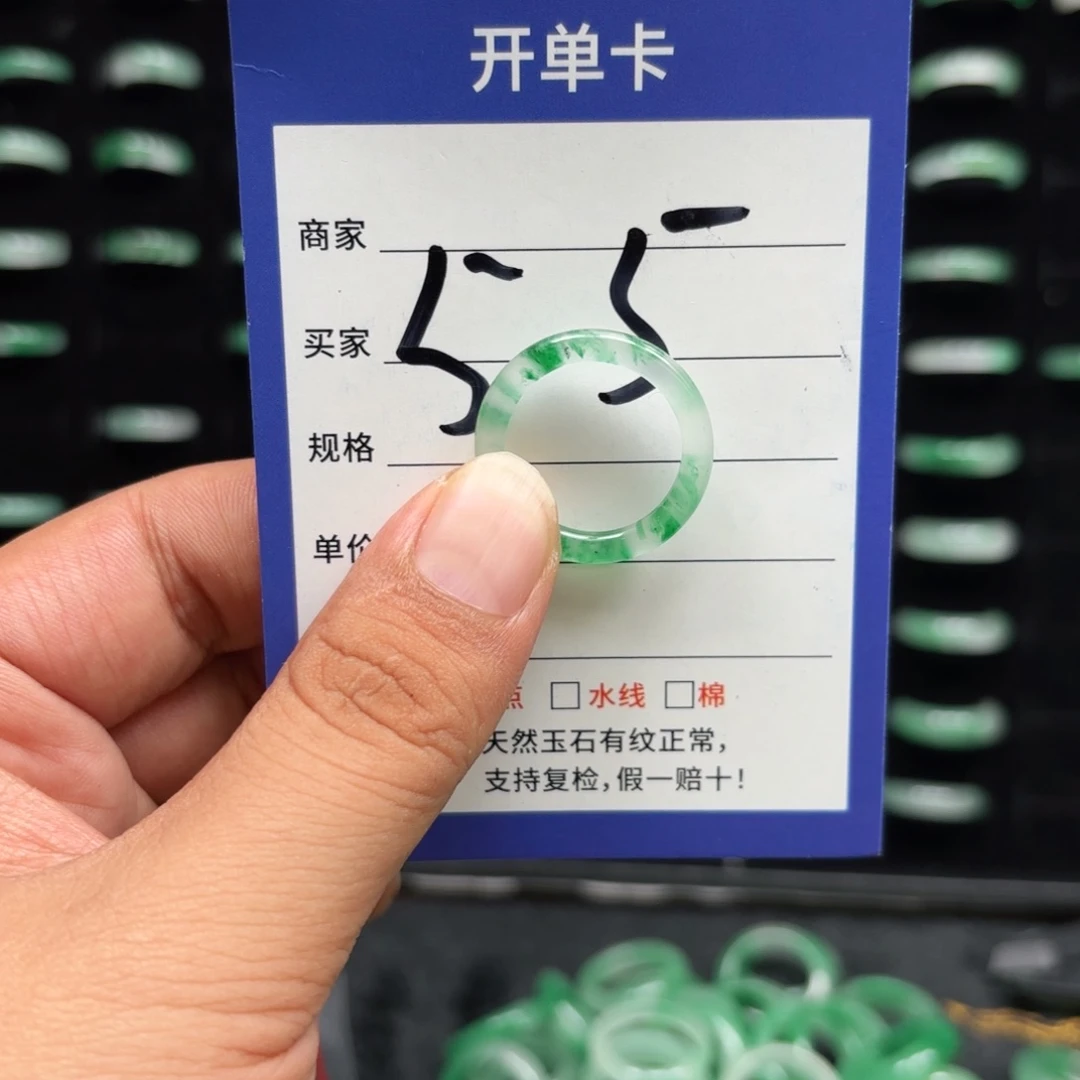 开单卡
商家
55
买家
规格
单价
点 □水线 □棉
天然玉石有纹正常，
支持复检，假一赔十！